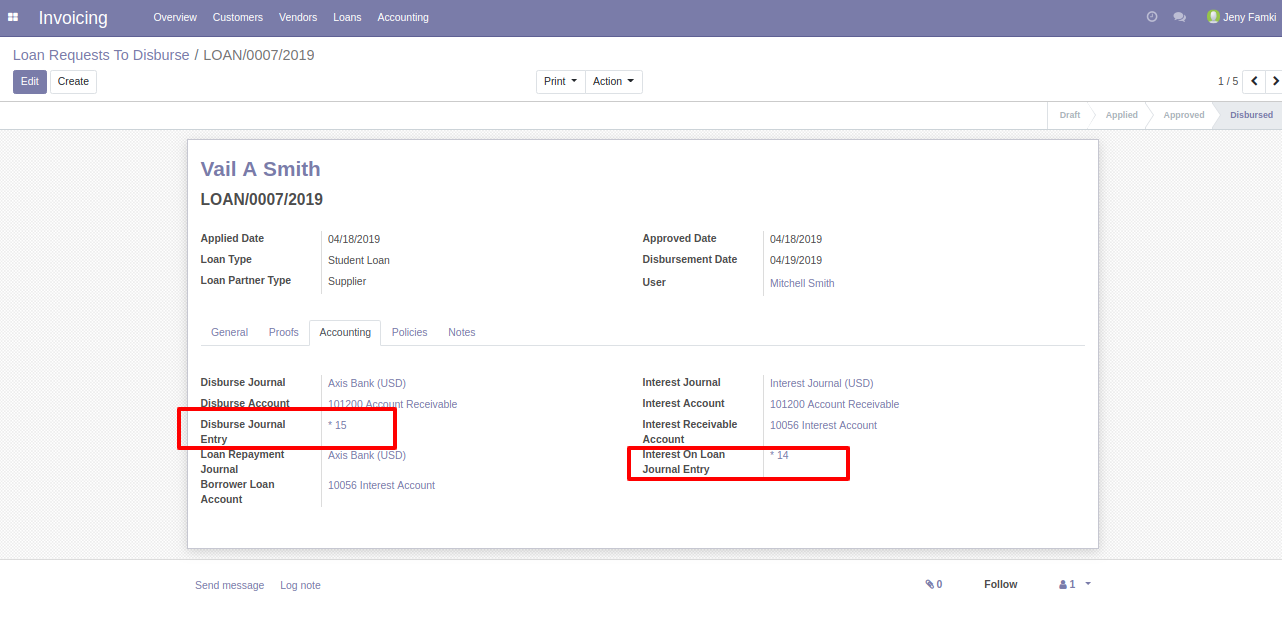 Invoicing Overview Customers Vendors Loans Accounting Jeny Famki
Loan Requests To Disburse / LOAN/0007/2019
Edit Create Print Action 1 / 5
Draft Applied Approved Disbursed
Vail A Smith
LOAN/0007/2019
Applied Date 04/18/2019 Approved Date 04/18/2019
Loan Type Student Loan Disbursement Date 04/19/2019
Loan Partner Type Supplier User Mitchell Smith
General Proofs Accounting Policies Notes
Disburse Journal Axis Bank (USD) Interest Journal Interest Journal (USD)
Disburse Account 101200 Account Receivable Interest Account 101200 Account Receivable
Disburse Journal * 15 Interest Receivable 10056 Interest Account
Entry Account
Loan Repayment Axis Bank (USD) Interest On Loan * 14
Journal Journal Entry
Borrower Loan 10056 Interest Account
Account
Send message Log note 0 Follow 1